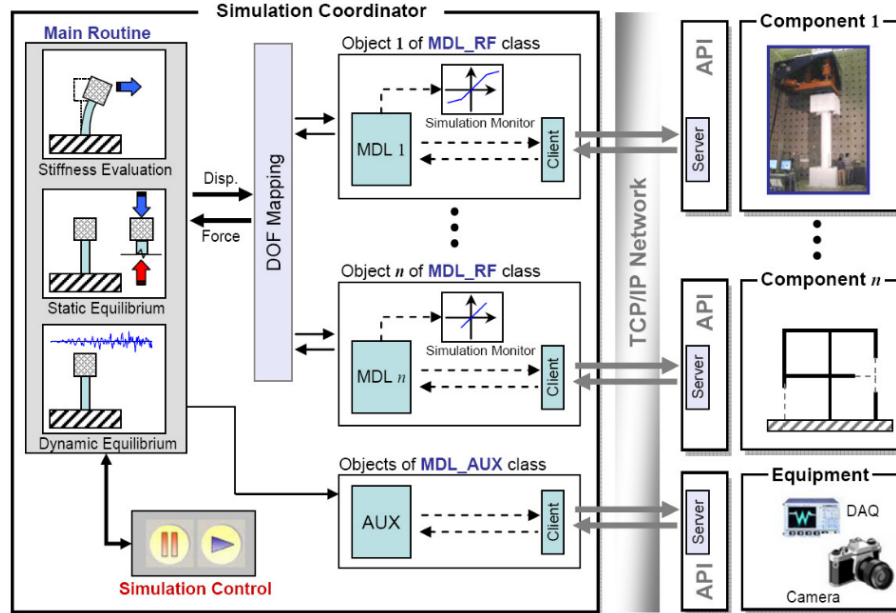 Simulation Coordinator
Main Routine
Stiffness Evaluation
Static Equilibrium
Dynamic Equilibrium
Simulation Control
Disp.
Force
DOF Mapping
Object 1 of MDL_RF class
Simulation Monitor
MDL 1
Client
Object n of MDL_RF class
Simulation Monitor
MDL n
Client
Objects of MDL_AUX class
AUX
Client
TCP/IP Network
API
Server
Component 1
API
Server
Component n
API
Server
Equipment
DAQ
Camera